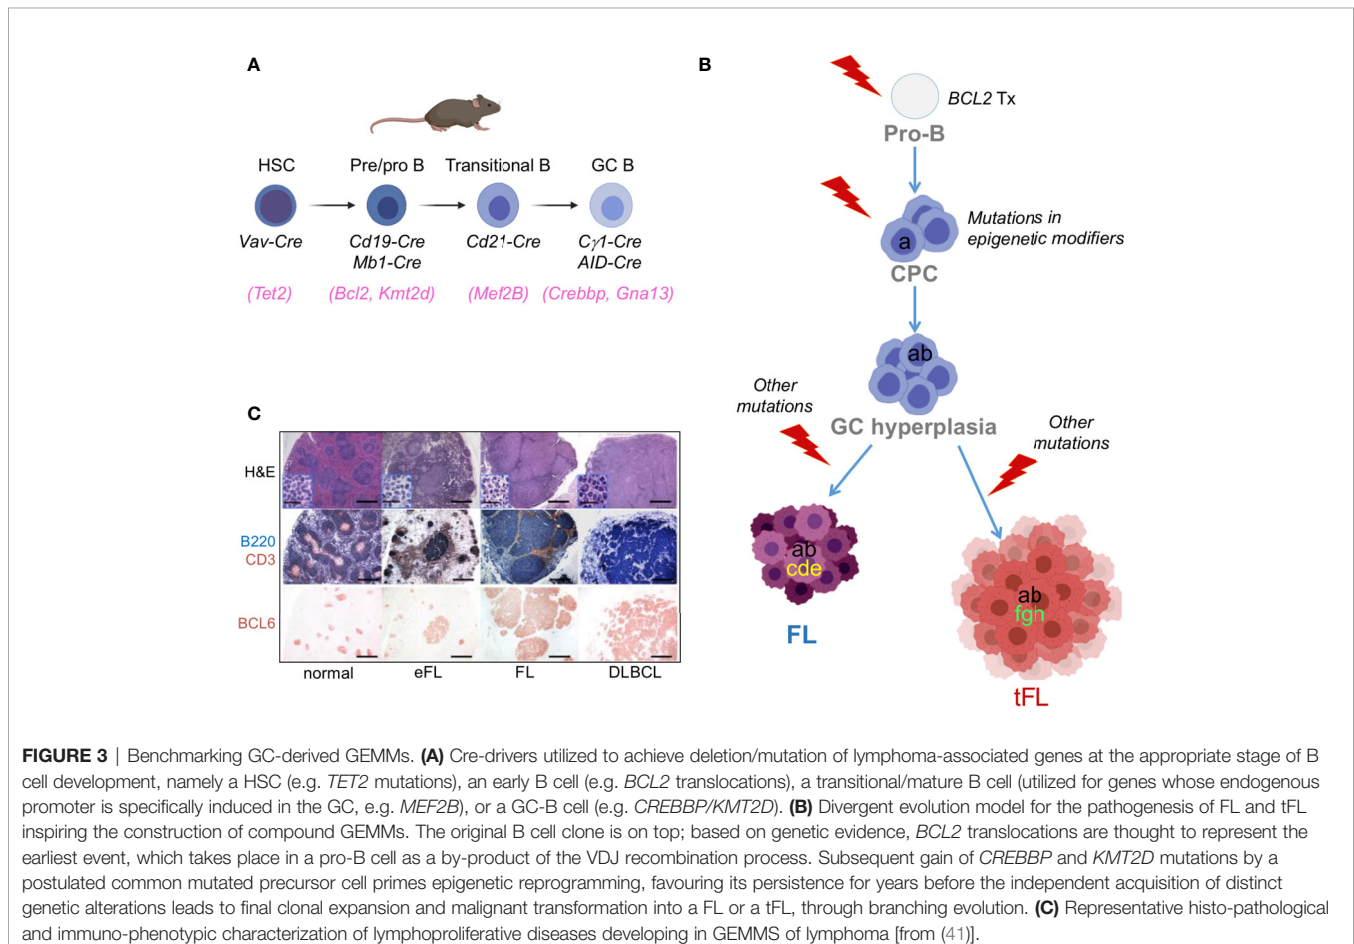 A
HSC
Pre/pro B
Transitional B
GC B
Vav-Cre
Cd19-Cre
Mb1-Cre
Cd21-Cre
Cγ1-Cre
AID-Cre
(Tet2)
(Bcl2, Kmt2d)
(Mef2B)
(Crebbp, Gna13)
B
BCL2 Tx
Pro-B
a
Mutations in
epigenetic modifiers
CPC
ab
GC hyperplasia
Other
mutations
Other
mutations
ab
cde
FL
ab
fgh
tFL
C
H&E
B220
CD3
BCL6
normal
eFL
FL
DLBCL
FIGURE 3 | Benchmarking GC-derived GEMMs. (A) Cre-drivers utilized to achieve deletion/mutation of lymphoma-associated genes at the appropriate stage of B
cell development, namely a HSC (e.g. TET2 mutations), an early B cell (e.g. BCL2 translocations), a transitional/mature B cell (utilized for genes whose endogenous
promoter is specifically induced in the GC, e.g. MEF2B), or a GC-B cell (e.g. CREBBP/KMT2D). (B) Divergent evolution model for the pathogenesis of FL and tFL
inspiring the construction of compound GEMMs. The original B cell clone is on top; based on genetic evidence, BCL2 translocations are thought to represent the
earliest event, which takes place in a pro-B cell as a by-product of the VDJ recombination process. Subsequent gain of CREBBP and KMT2D mutations by a
postulated common mutated precursor cell primes epigenetic reprogramming, favouring its persistence for years before the independent acquisition of distinct
genetic alterations leads to final clonal expansion and malignant transformation into a FL or a tFL, through branching evolution. (C) Representative histo-pathological
and immuno-phenotypic characterization of lymphoproliferative diseases developing in GEMMS of lymphoma [from (41)].